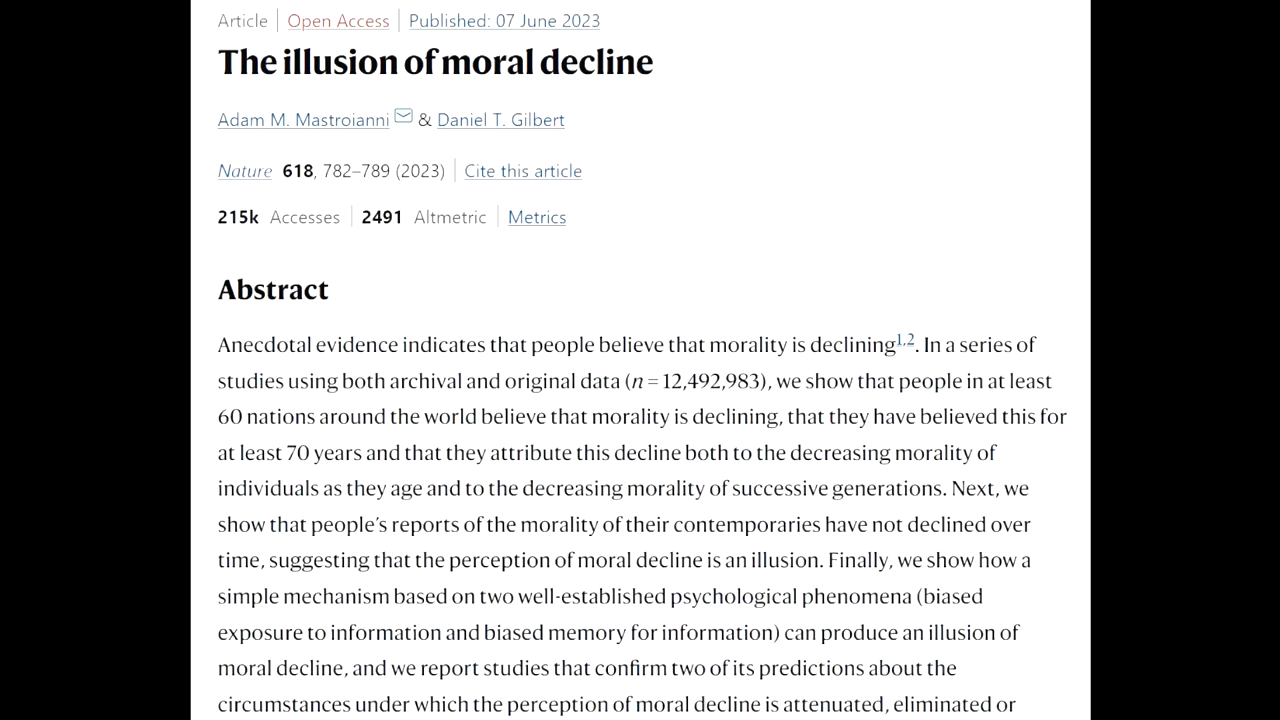 Article Open Access Published: 07 June 2023
The illusion of moral decline
Adam M. Mastroianni & Daniel T. Gilbert
Nature 618, 782–789 (2023) Cite this article
215k Accesses 2491 Altmetric Metrics
Abstract
Anecdotal evidence indicates that people believe that morality is declining1,2. In a series of
studies using both archival and original data (n = 12,492,983), we show that people in at least
60 nations around the world believe that morality is declining, that they have believed this for
at least 70 years and that they attribute this decline both to the decreasing morality of
individuals as they age and to the decreasing morality of successive generations. Next, we
show that people’s reports of the morality of their contemporaries have not declined over
time, suggesting that the perception of moral decline is an illusion. Finally, we show how a
simple mechanism based on two well-established psychological phenomena (biased
exposure to information and biased memory for information) can produce an illusion of
moral decline, and we report studies that confirm two of its predictions about the
circumstances under which the perception of moral decline is attenuated, eliminated or